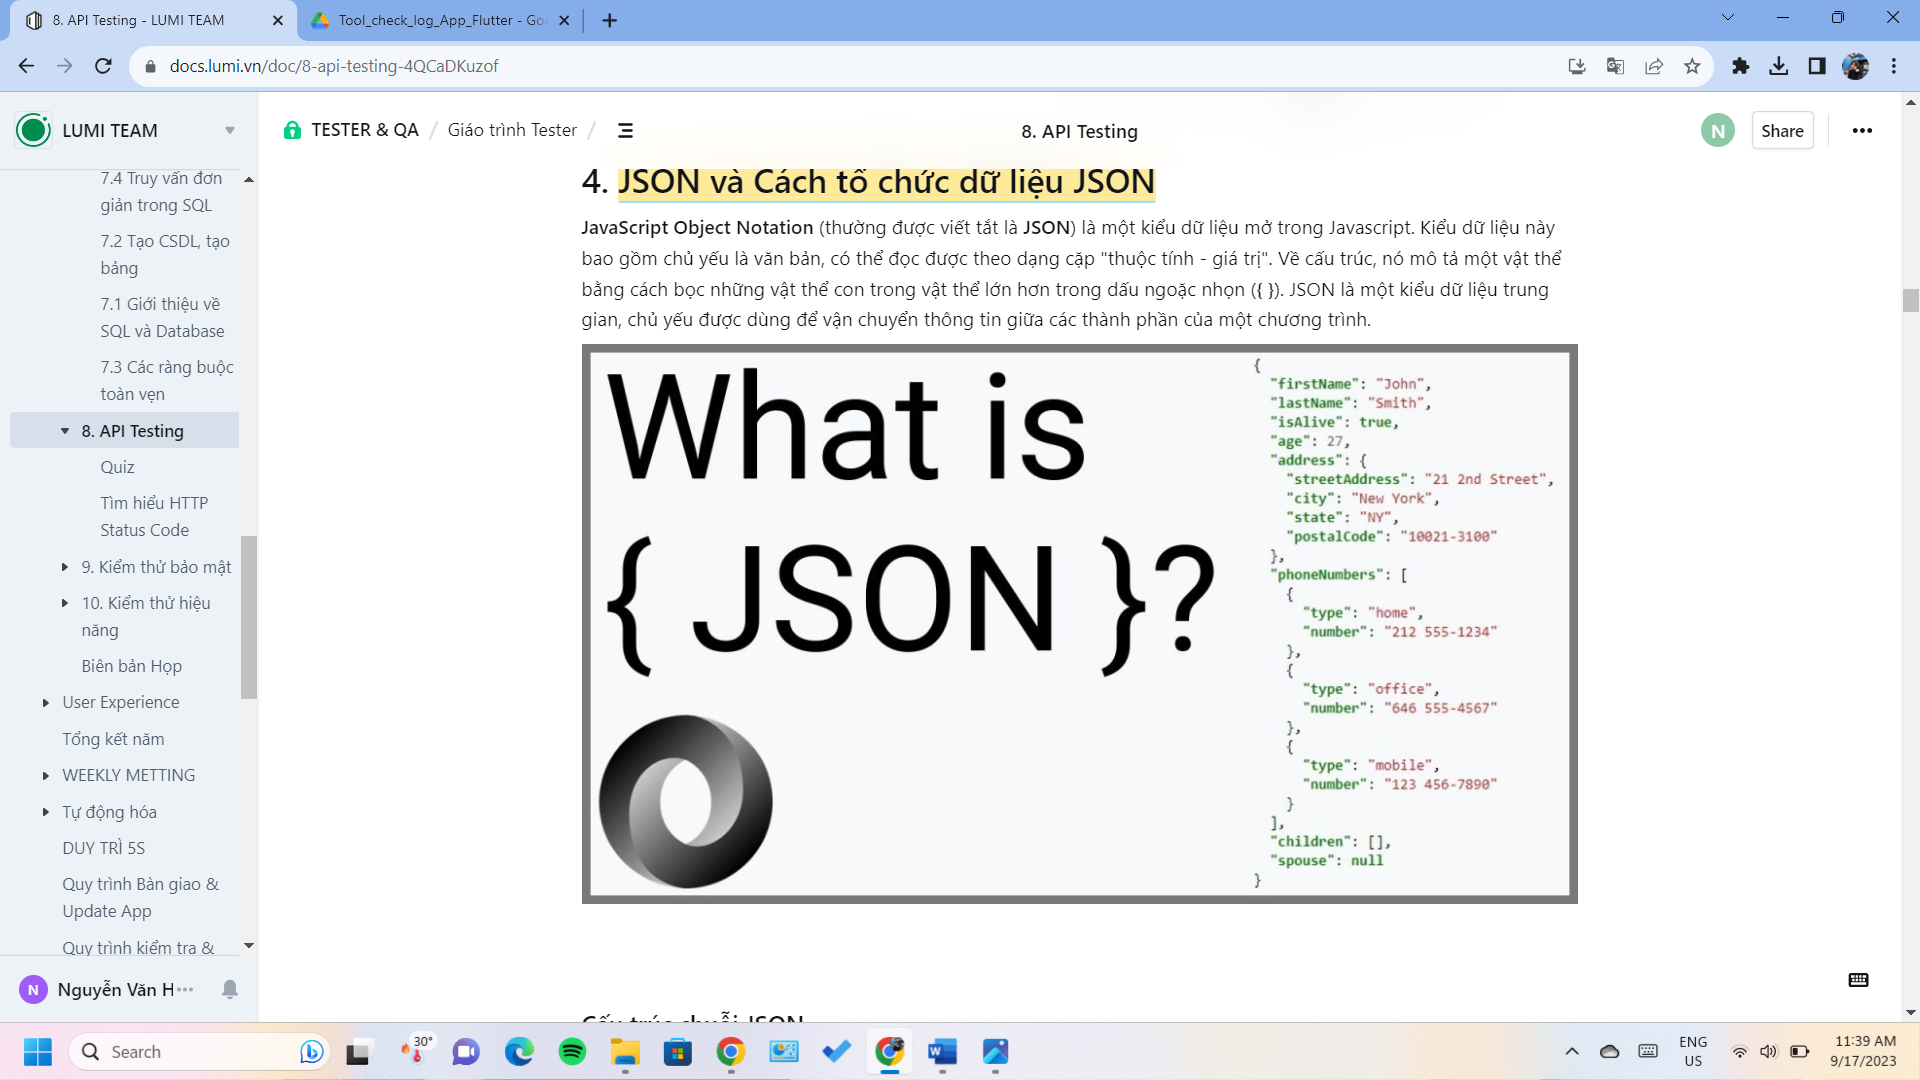 8. API Testing - LUMI TEAM
Tool_check_log_App_Flutter - Goo
docs.lumi.vn/doc/8-api-testing-4QCaDKuzof
LUMI TEAM
7.4 Truy vấn đơn
giản trong SQL
7.2 Tạo CSDL, tạo
bảng
7.1 Giới thiệu về
SQL và Database
7.3 Các ràng buộc
toàn vẹn
8. API Testing
Quiz
Tìm hiểu HTTP
Status Code
9. Kiểm thử bảo mật
10. Kiểm thử hiệu
năng
Biên bản Họp
User Experience
Tổng kết năm
WEEKLY METTING
Tự động hóa
DUY TRÌ 5S
Quy trình Bàn giao &
Update App
Quy trình kiểm tra &
N
Nguyễn Văn H
TESTER & QA / Giáo trình Tester /
8. API Testing
N
Share
4. JSON và Cách tổ chức dữ liệu JSON
JavaScript Object Notation (thường được viết tắt là JSON) là một kiểu dữ liệu mở trong Javascript. Kiểu dữ liệu này
bao gồm chủ yếu là văn bản, có thể đọc được theo dạng cặp "thuộc tính - giá trị". Về cấu trúc, nó mô tả một vật thể
bằng cách bọc những vật thể con trong vật thể lớn hơn trong dấu ngoặc nhọn ({ }). JSON là một kiểu dữ liệu trung
gian, chủ yếu được dùng để vận chuyển thông tin giữa các thành phần của một chương trình.
What is
{ JSON }?
{
"firstName": "John",
"lastName": "Smith",
"isAlive": true,
"age": 27,
"address": {
"streetAddress": "21 2nd Street",
"city": "New York",
"state": "NY",
"postalCode": "10021-3100"
},
"phoneNumbers": [
{
"type": "home",
"number": "212 555-1234"
},
{
"type": "office",
"number": "646 555-4567"
},
{
"type": "mobile",
"number": "123 456-7890"
}
],
"children": [],
"spouse": null
}
Cấu trúc chuỗi JSON
Search
30°
ENG
US
11:39 AM
9/17/2023